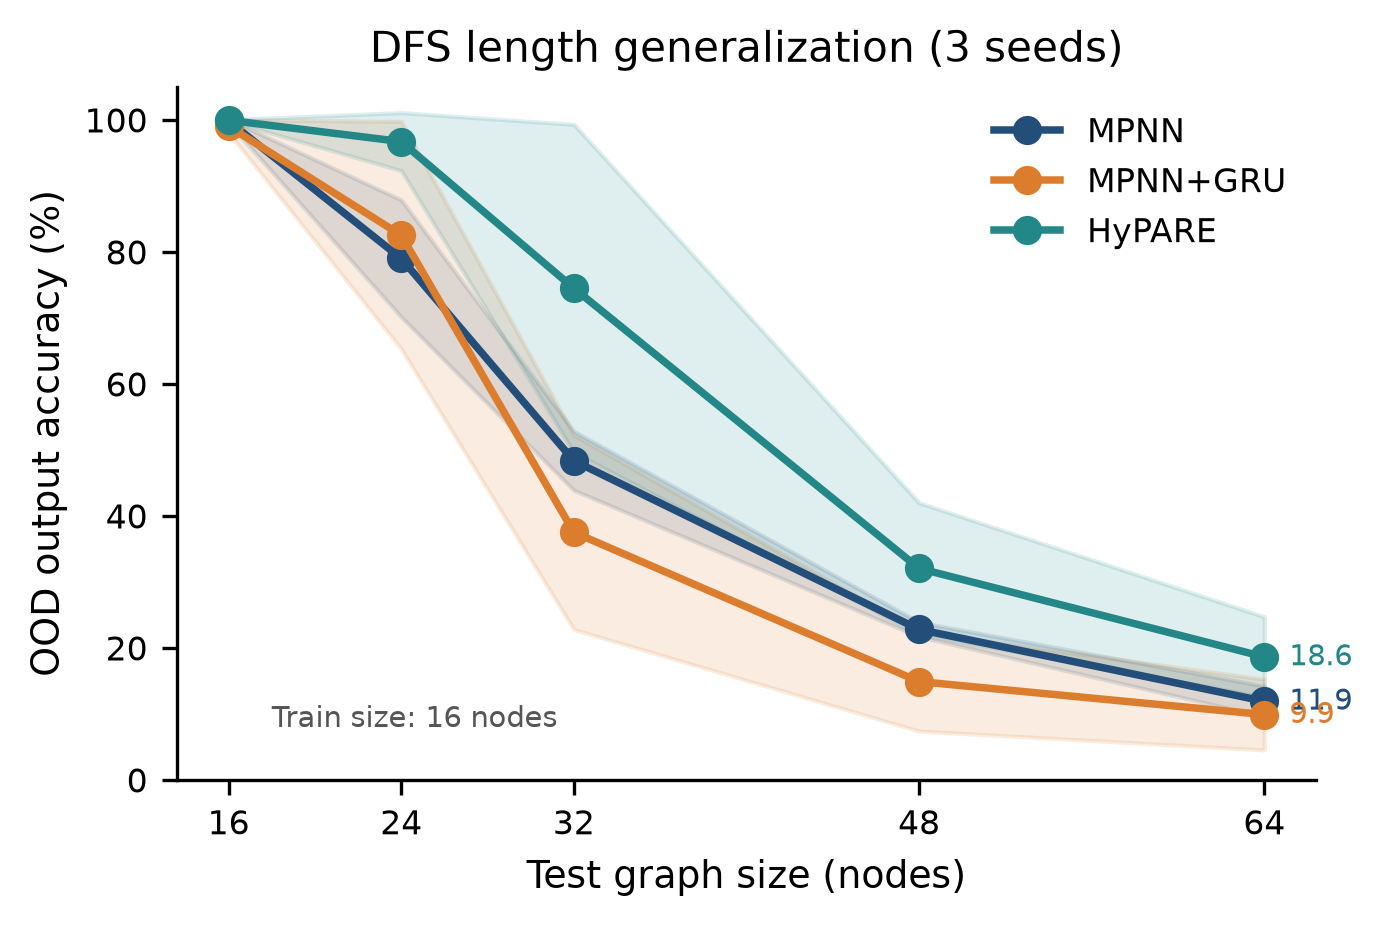 DFS length generalization (3 seeds)
MPNN
MPNN+GRU
HyPARE
OOD output accuracy (%)
100
80
60
40
20
0
18.6
11.9
9.9
Train size: 16 nodes
16 24 32 48 64
Test graph size (nodes)